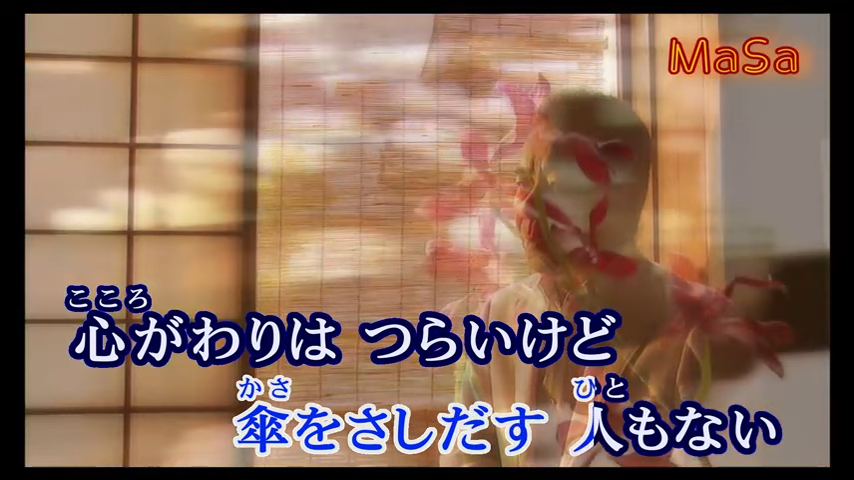 MaSa
こころ
心がわりは つらいけど
かさ ひと
傘をさしだす 人もない